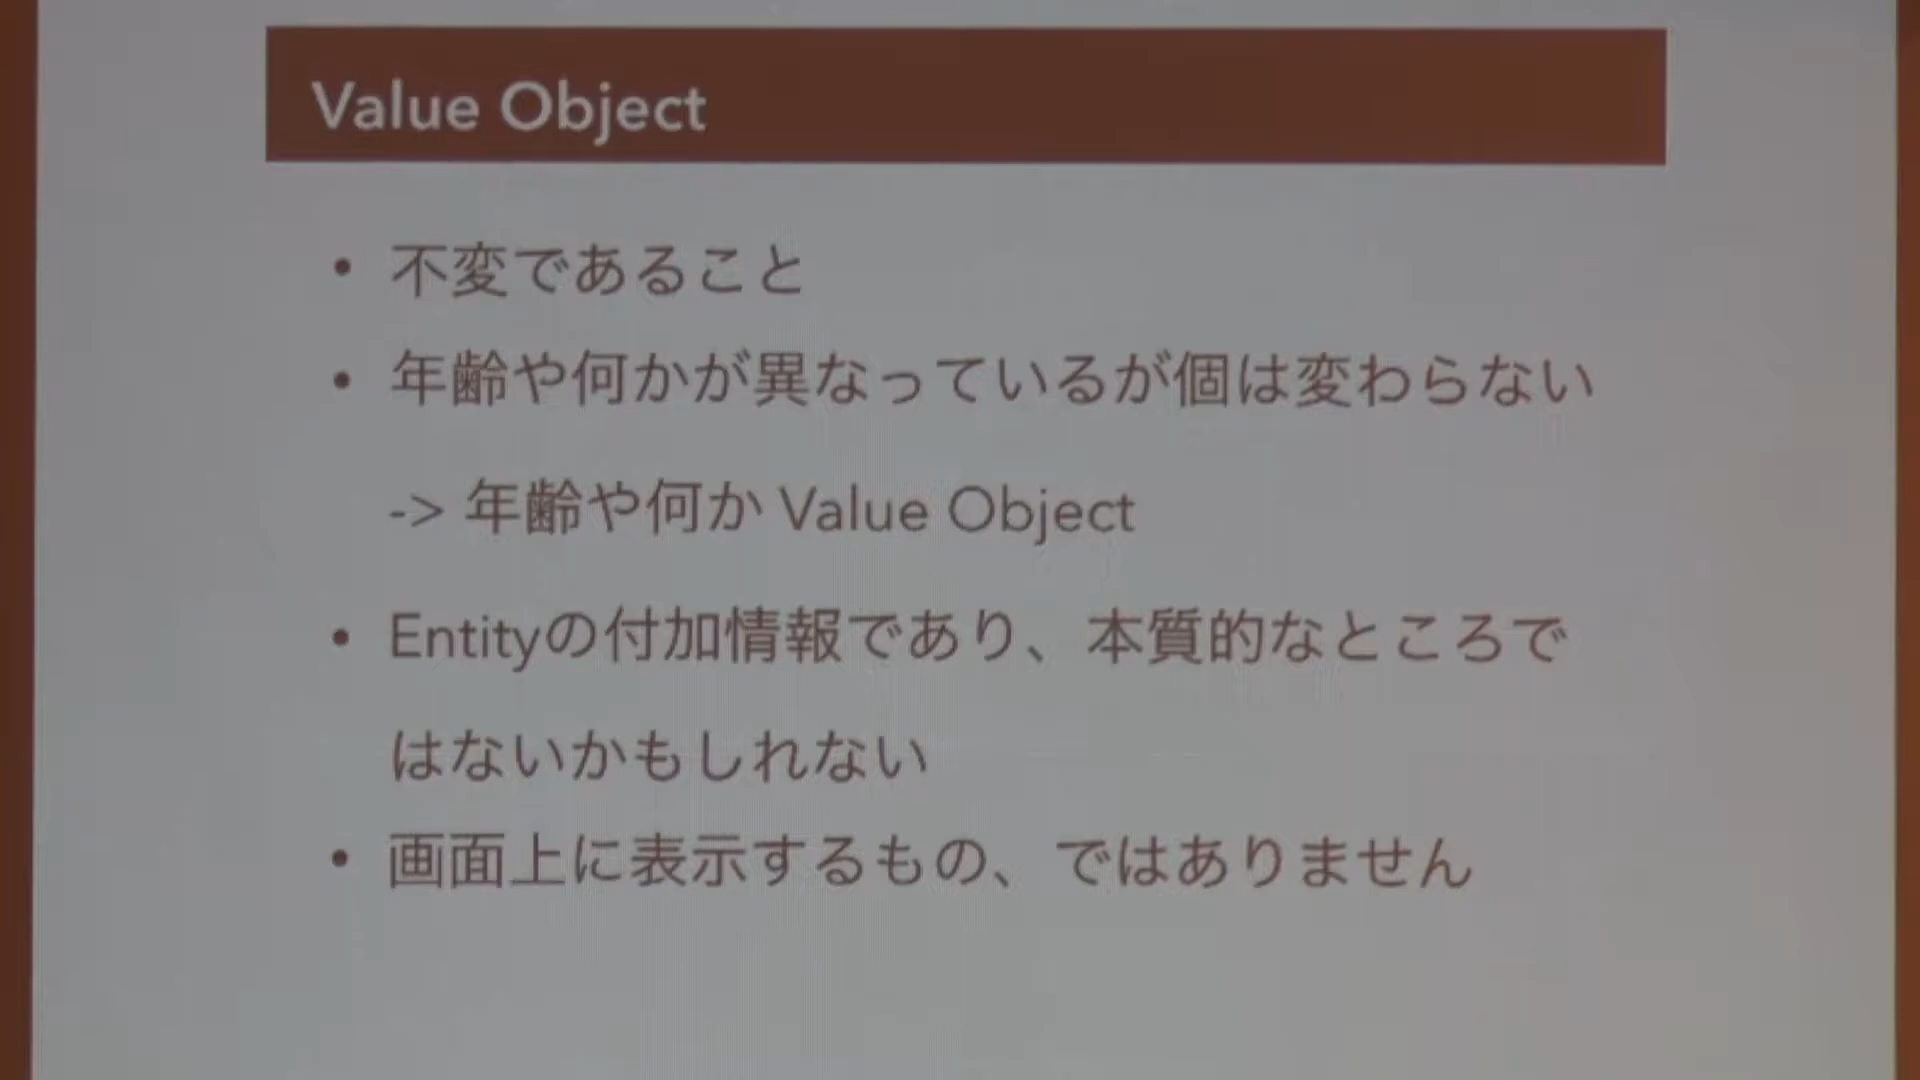 Value Object
• 不変であること
• 年齢や何かが異なっているが個は変わらない
-> 年齢や何か Value Object
• Entityの付加情報であり、本質的なところで
はないかもしれない
• 画面上に表示するもの、ではありません